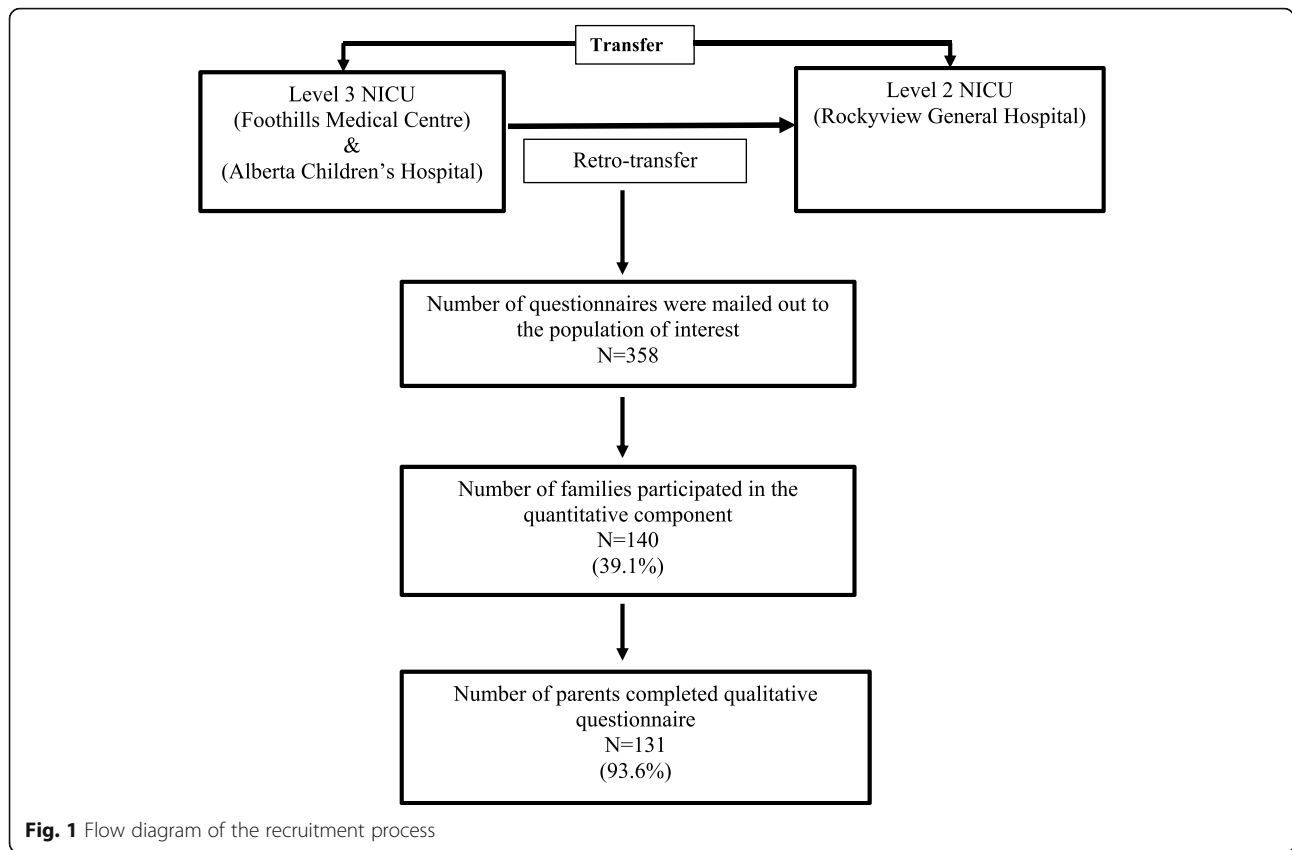 Transfer
Level 3 NICU
(Foothills Medical Centre)
&
(Alberta Children's Hospital)
Level 2 NICU
(Rockyview General Hospital)
Retro-transfer
Number of questionnaires were mailed out to
the population of interest
N=358
Number of families participated in the
quantitative component
N=140
(39.1%)
Number of parents completed qualitative
questionnaire
N=131
(93.6%)
Fig. 1 Flow diagram of the recruitment process